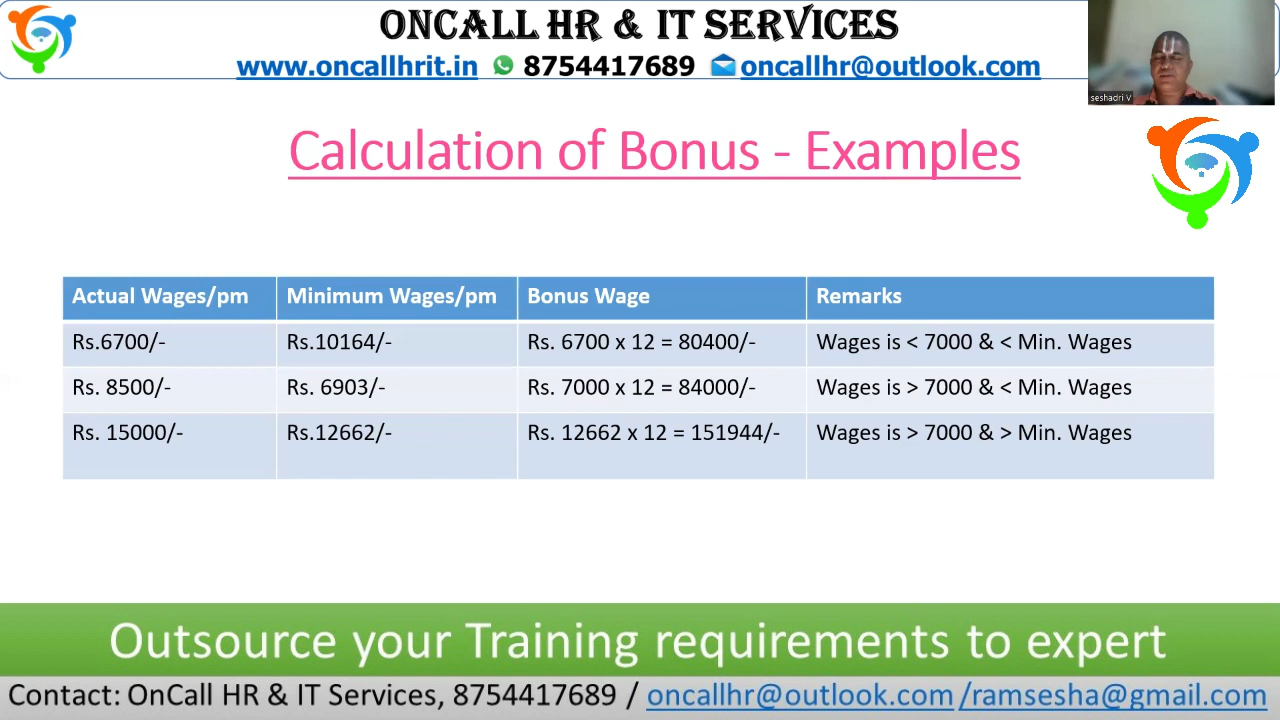 ONCALL HR & IT SERVICES
www.oncallhrit.in 8754417689 oncallhr@outlook.com
seshadri V
Calculation of Bonus - Examples
Actual Wages/pm Minimum Wages/pm Bonus Wage Remarks
Rs.6700/- Rs.10164/- Rs. 6700 x 12 = 80400/- Wages is < 7000 & < Min. Wages
Rs. 8500/- Rs. 6903/- Rs. 7000 x 12 = 84000/- Wages is > 7000 & < Min. Wages
Rs. 15000/- Rs.12662/- Rs. 12662 x 12 = 151944/- Wages is > 7000 & > Min. Wages
Outsource your Training requirements to expert
Contact: OnCall HR & IT Services, 8754417689 / oncallhr@outlook.com /ramsesha@gmail.com